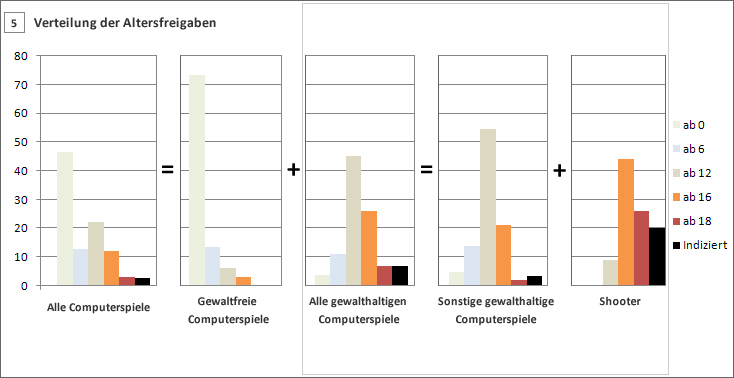 5 Verteilung der Altersfreigaben
80
70
60
50
40
30
20
10
0
= + = +
Alle Computerspiele
Gewaltfreie
Computerspiele
Alle gewalthaltigen
Computerspiele
Sonstige gewalthaltige
Computerspiele
Shooter
ab 0
ab 6
ab 12
ab 16
ab 18
Indiziert